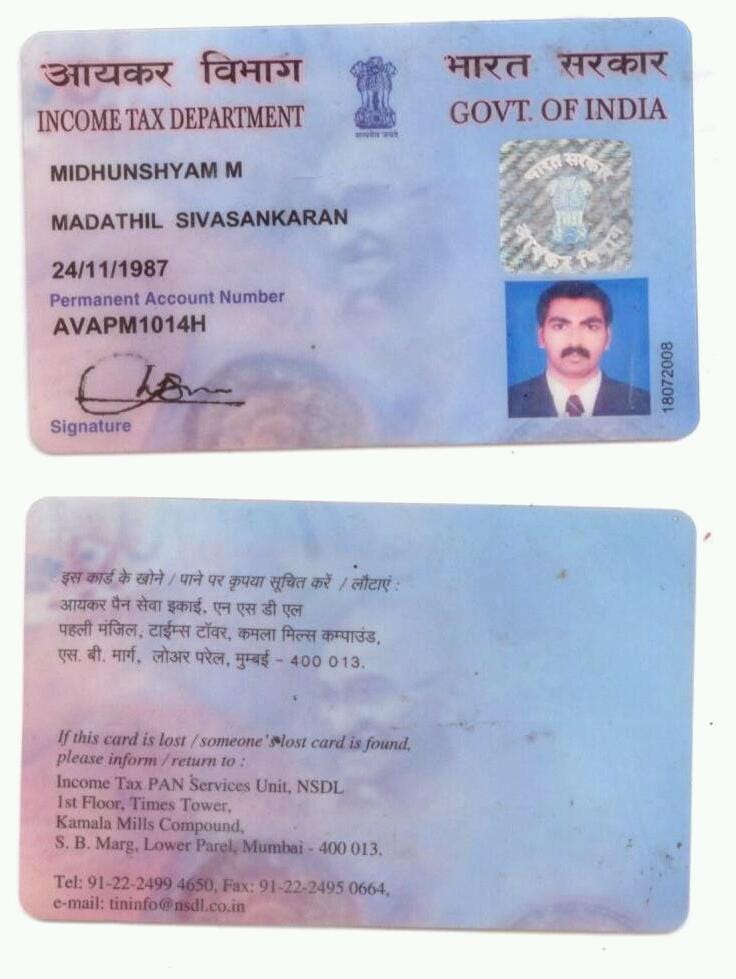 आयकर विभाग
INCOME TAX DEPARTMENT
सत्यमेव जयते
भारत सरकार
GOVT. OF INDIA
भारत सरकार
आयकर विभाग
MIDHUNSHYAM M
MADATHIL SIVASANKARAN
24/11/1987
Permanent Account Number
AVAPM1014H
Signature
18072008
इस कार्ड के खोने / पाने पर कृपया सूचित करें / लौटाएं :
आयकर पैन सेवा इकाई, एन एस डी एल
पहली मंजिल, टाईम्स टॉवर, कमला मिल्स कम्पाउंड,
एस. बी. मार्ग, लोअर परेल, मुम्बई - 400 013.
If this card is lost / someone's lost card is found,
please inform / return to :
Income Tax PAN Services Unit, NSDL
1st Floor, Times Tower,
Kamala Mills Compound,
S. B. Marg, Lower Parel, Mumbai - 400 013.
Tel: 91-22-2499 4650, Fax: 91-22-2495 0664,
e-mail: tininfo@nsdl.co.in